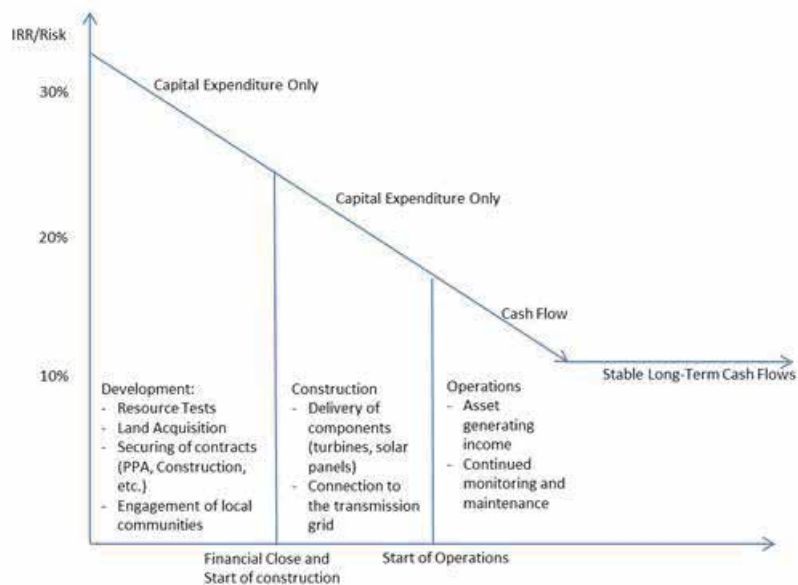 IRR/Risk
30%
20%
10%
Capital Expenditure Only
Capital Expenditure Only
Cash Flow
Stable Long-Term Cash Flows
Development:
- Resource Tests
- Land Acquisition
- Securing of contracts
(PPA, Construction,
etc.)
- Engagement of local
communities
Construction
- Delivery of
components
(turbines, solar
panels)
- Connection to
the transmission
grid
Operations
- Asset
generating
income
- Continued
monitoring and
maintenance
Financial Close and
Start of construction
Start of Operations